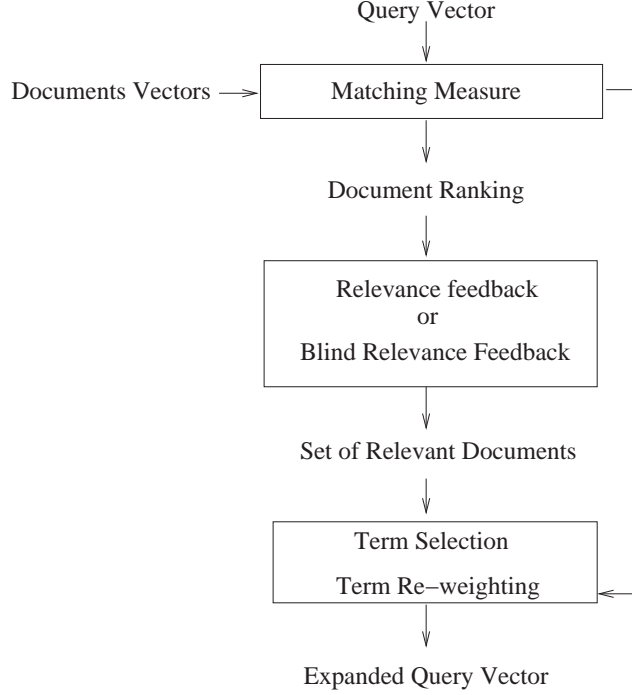 Query Vector
Documents Vectors
Matching Measure
Document Ranking
Relevance feedback
or
Blind Relevance Feedback
Set of Relevant Documents
Term Selection
Term Re−weighting
Expanded Query Vector